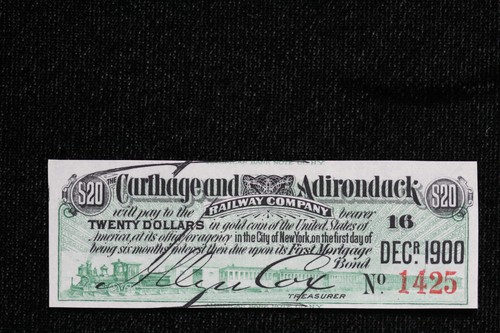 THE Carthage and Adirondack
$20 $20
RAILWAY COMPANY
will pay to the bearer 16
TWENTY DOLLARS in gold coin of the United States of
America, at its office or agency in the City of New York, on the first day of
being six months' interest then due upon its First Mortgage DECR. 1900
Bond No 1425
TREASURER